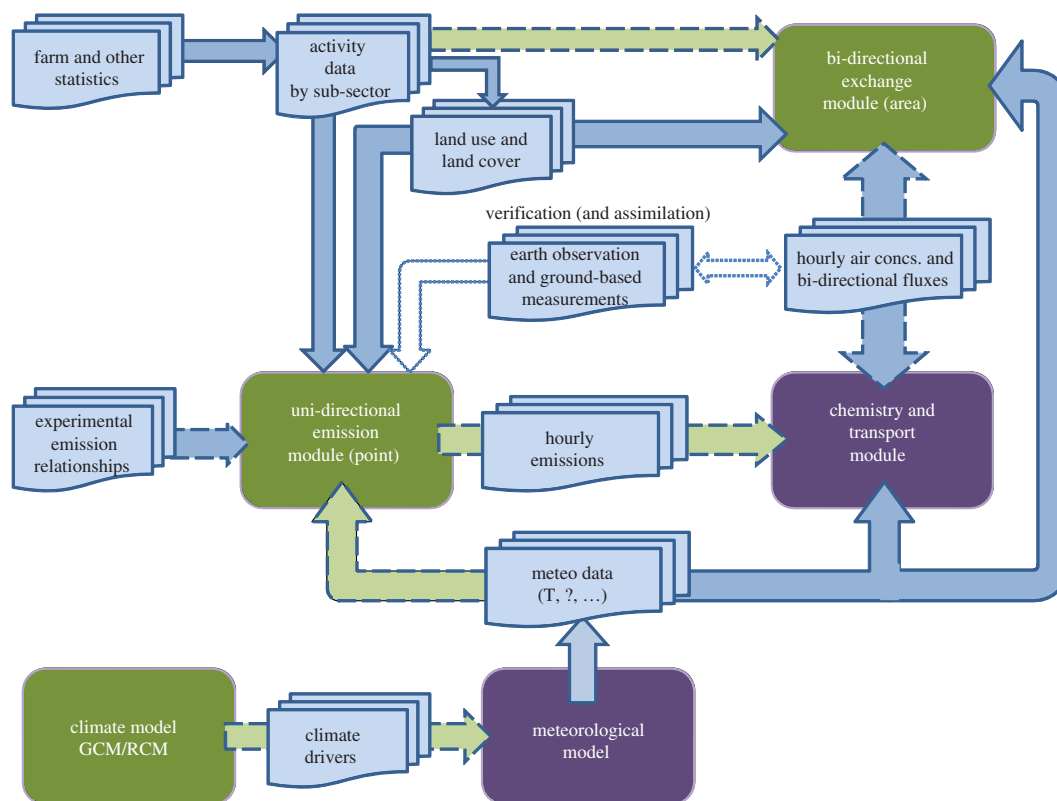 farm and other
statistics
activity
data
by sub-sector
bi-directional
exchange
module (area)
land use and
land cover
verification (and assimilation)
earth observation
and ground-based
measurements
hourly air concs. and
bi-directional fluxes
experimental
emission
relationships
uni-directional
emission
module (point)
hourly
emissions
chemistry and
transport
module
meteo data
(T, ?, …)
climate model
GCM/RCM
climate
drivers
meteorological
model